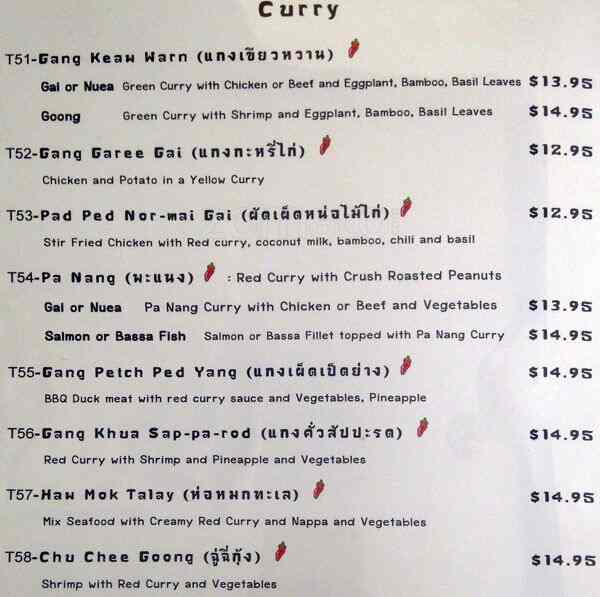 Curry
T51-Gang Keaw Warn (แกงเขียวหวาน)
Gai or Nuea Green Curry with Chicken or Beef and Eggplant, Bamboo, Basil Leaves $13.95
Goong Green Curry with Shrimp and Eggplant, Bamboo, Basil Leaves $14.95
T52-Gang Garee Gai (แกงกะหรี่ไก่) $12.95
Chicken and Potato in a Yellow Curry
T53-Pad Ped Nor-mai Gai (ผัดเผ็ดหน่อไม้ไก่) $12.95
Stir Fried Chicken with Red curry, coconut milk, bamboo, chili and basil
T54-Pa Nang (พะแนง) : Red Curry with Crush Roasted Peanuts
Gai or Nuea Pa Nang Curry with Chicken or Beef and Vegetables $13.95
Salmon or Bassa Fish Salmon or Bassa Fillet topped with Pa Nang Curry $14.95
T55-Gang Petch Ped Yang (แกงเผ็ดเป็ดย่าง) $14.95
BBQ Duck meat with red curry sauce and Vegetables, Pineapple
T56-Gang Khua Sap-pa-rod (แกงคั่วสัปปะรด) $14.95
Red Curry with Shrimp and Pineapple and Vegetables
T57-Haw Mok Talay (ห่อหมกทะเล) $14.95
Mix Seafood with Creamy Red Curry and Nappa and Vegetables
T58-Chu Chee Goong (ฉู่ฉี่กุ้ง) $14.95
Shrimp with Red Curry and Vegetables